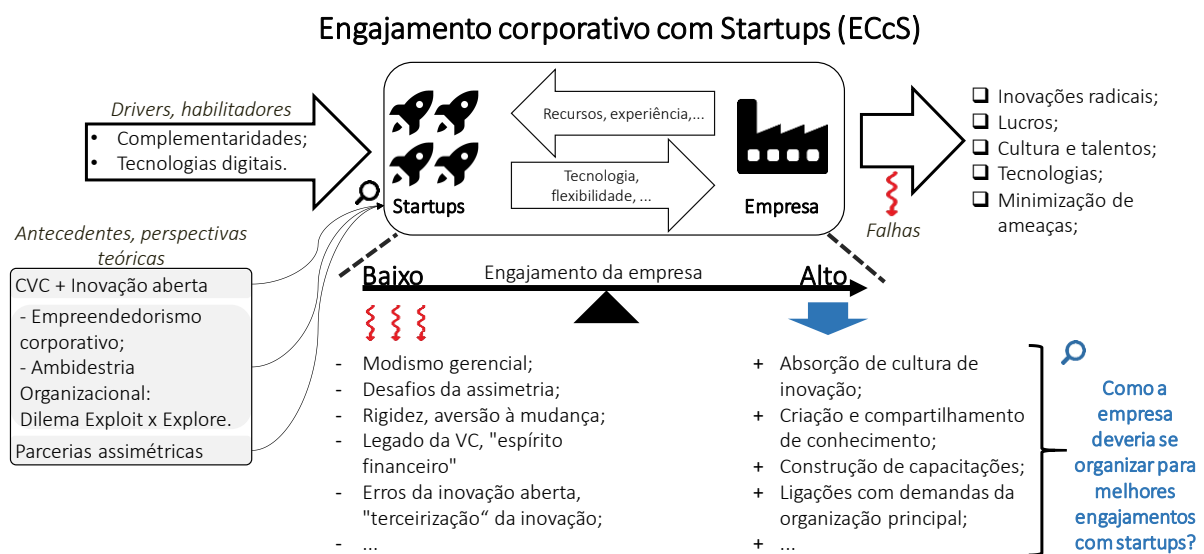 Engajamento corporativo com Startups (ECcS)
Drivers, habilitadores
• Complementaridades;
• Tecnologias digitais.
Recursos, experiência,...
Tecnologia,
flexibilidade, ...
Startups
Empresa
Falhas
❑ Inovações radicais;
❑ Lucros;
❑ Cultura e talentos;
❑ Tecnologias;
❑ Minimização de
ameaças;
Antecedentes, perspectivas
teóricas
CVC + Inovação aberta
- Empreendedorismo
corporativo;
- Ambidestria
Organizacional:
Dilema Exploit x Explore.
Parcerias assimétricas
Baixo
Engajamento da empresa
Alto
- Modismo gerencial;
- Desafios da assimetria;
- Rigidez, aversão à mudança;
- Legado da VC, "espírito
financeiro"
- Erros da inovação aberta,
"terceirização“ da inovação;
- ...
+ Absorção de cultura de
inovação;
+ Criação e compartilhamento
de conhecimento;
+ Construção de capacitações;
+ Ligações com demandas da
organização principal;
+ ...
Como a
empresa
deveria se
organizar para
melhores
engajamentos
com startups?